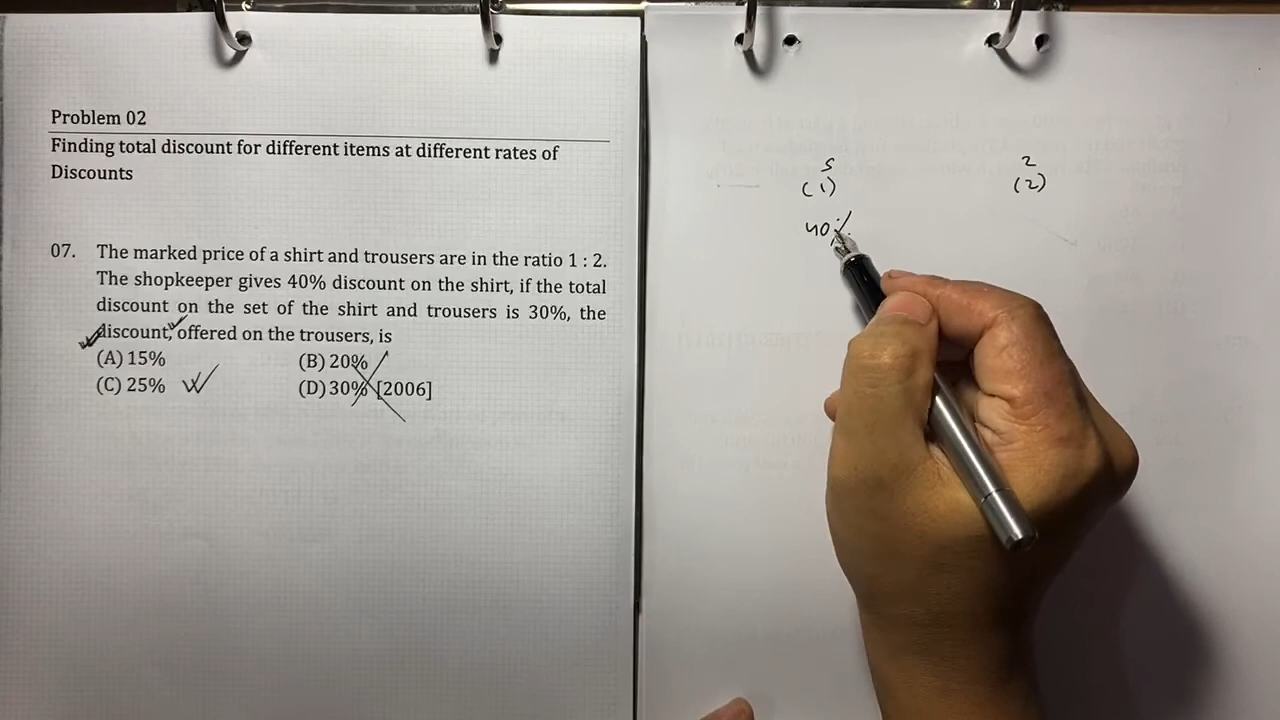 Problem 02
Finding total discount for different items at different rates of
Discounts
07. The marked price of a shirt and trousers are in the ratio 1 : 2.
The shopkeeper gives 40% discount on the shirt, if the total
discount on the set of the shirt and trousers is 30%, the
discount, offered on the trousers, is
(A) 15% (B) 20%
(C) 25% (D) 30% [2006]
S 2
(1) (2)
40%